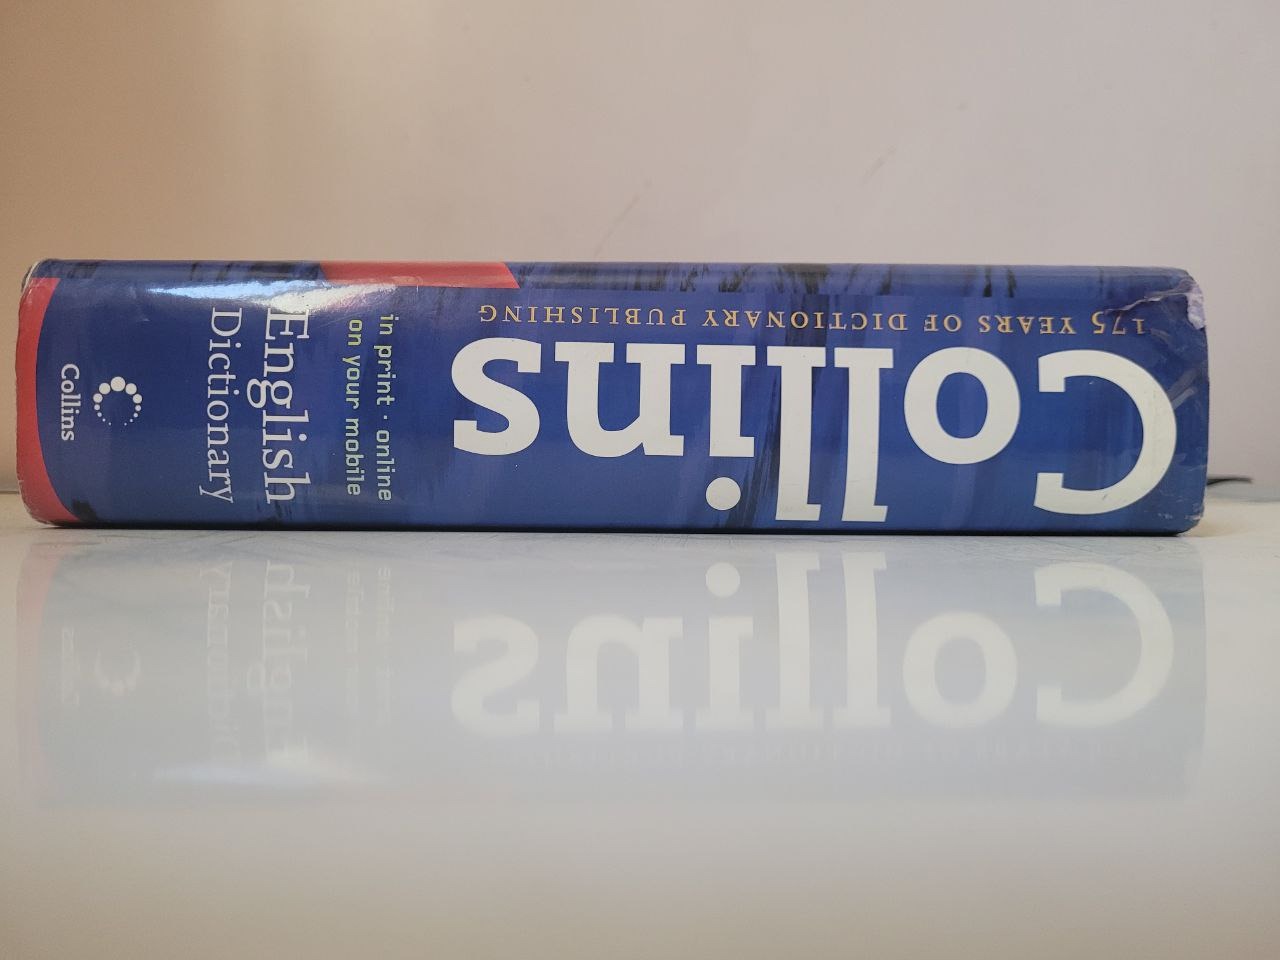 175 YEARS OF DICTIONARY PUBLISHING
Collins
in print · online
on your mobile
English
Dictionary
Collins